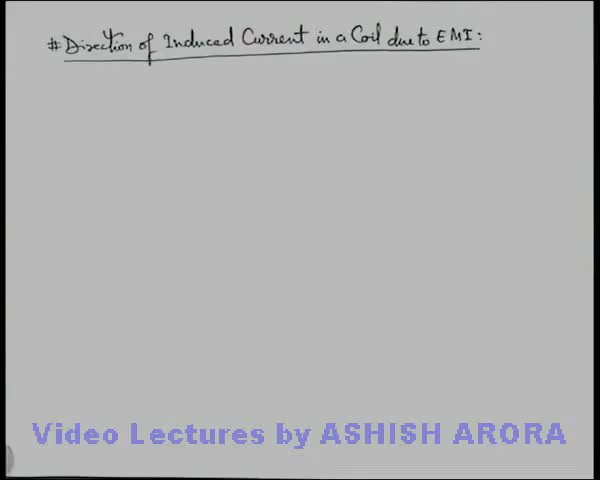 # Direction of Induced Current in a Coil due to EMI:
Video Lectures by ASHISH ARORA